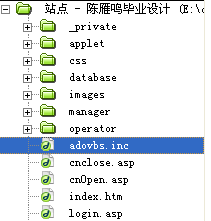 站点 - 陈雁鸣毕业设计 (E:\c
_private
applet
css
database
images
manager
operator
adovbs.inc
cnclose.asp
cnOpen.asp
index.htm
login.asp